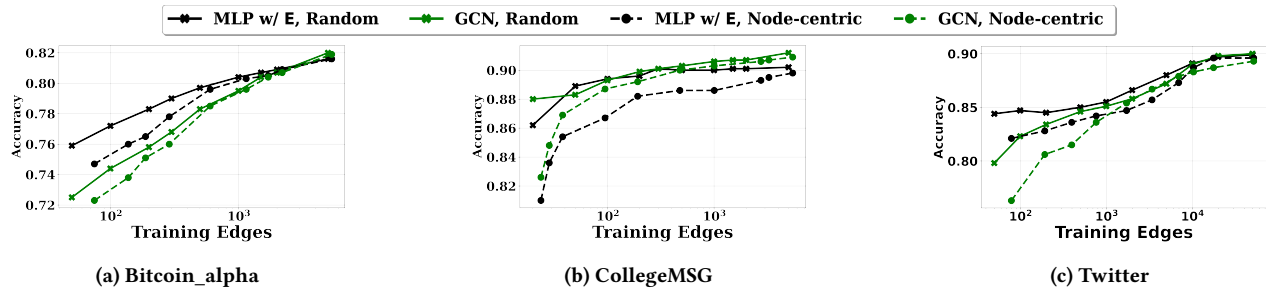 MLP w/ E, Random GCN, Random MLP w/ E, Node-centric GCN, Node-centric
0.82
0.80
0.78
0.76
0.74
0.72
Accuracy
10²
10³
Training Edges
(a) Bitcoin_alpha
0.90
0.88
0.86
0.84
0.82
Accuracy
10²
10³
Training Edges
(b) CollegeMSG
0.90
0.85
0.80
Accuracy
10²
10³
10⁴
Training Edges
(c) Twitter